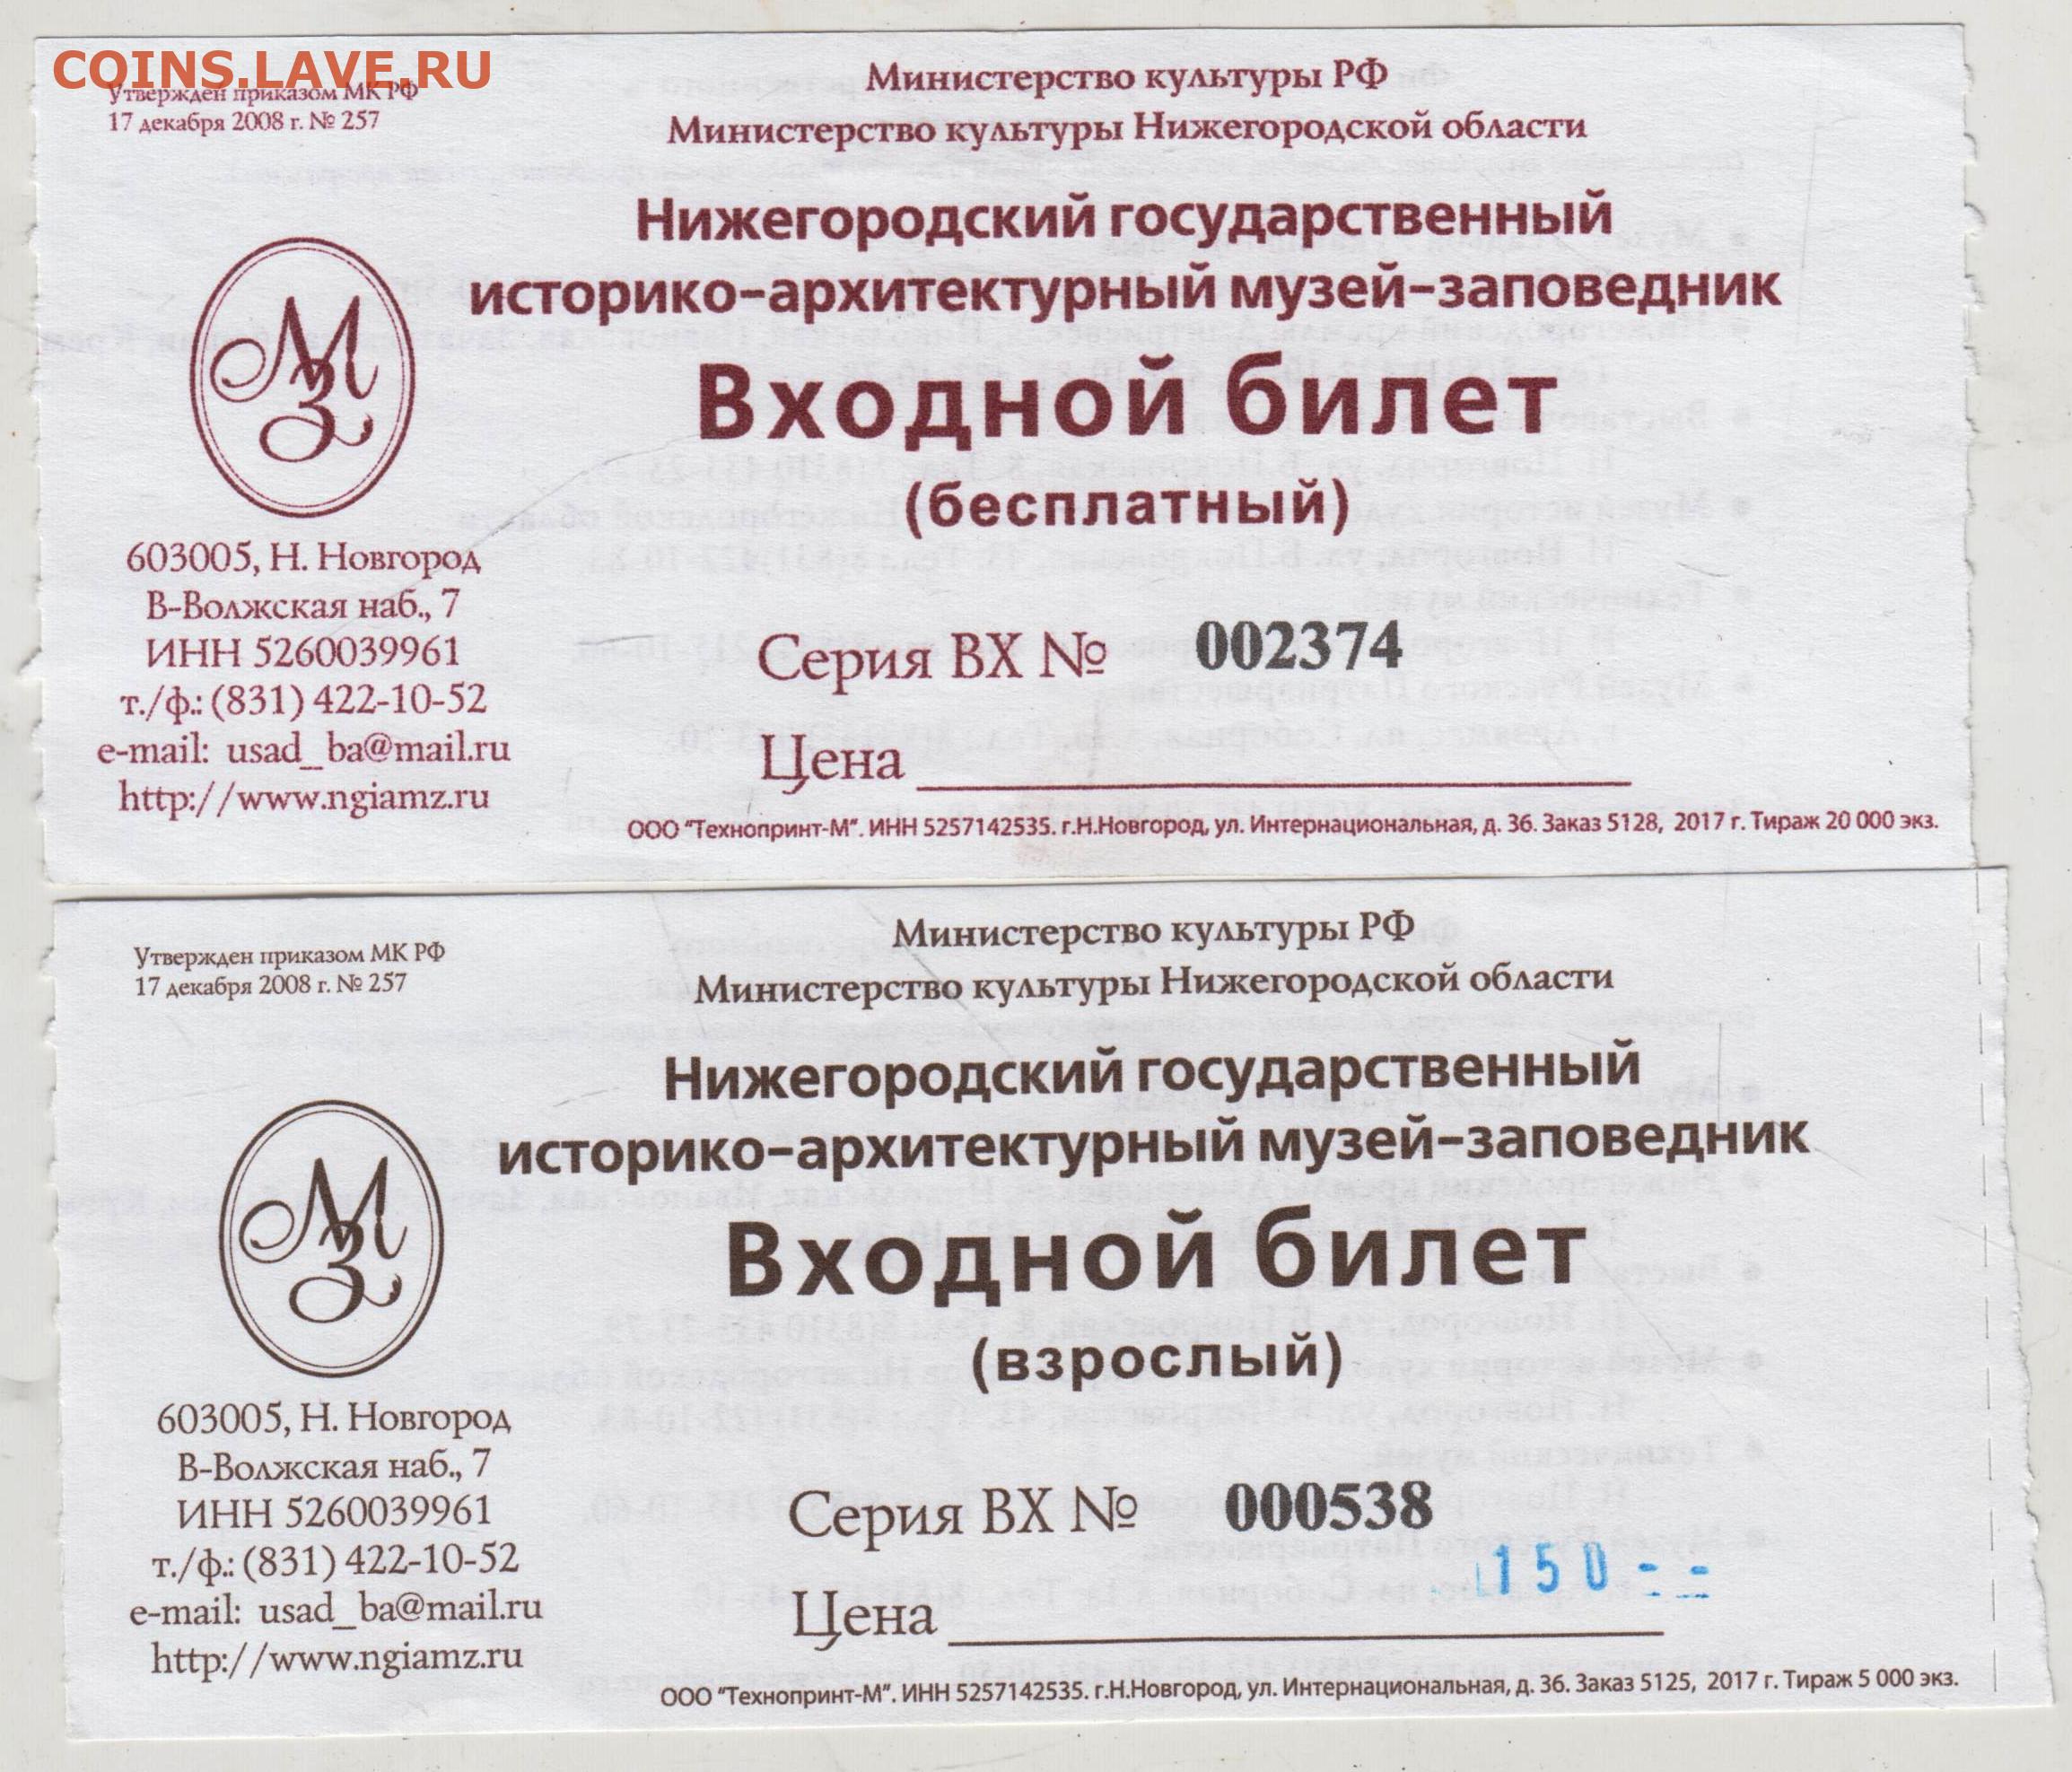 COINS.LAVE.RU
Утвержден приказом МК РФ
17 декабря 2008 г. № 257
Министерство культуры РФ
Министерство культуры Нижегородской области
Нижегородский государственный
историко-архитектурный музей-заповедник
Входной билет
(бесплатный)
МЗ
603005, Н. Новгород
В-Волжская наб., 7
ИНН 5260039961
т./ф.: (831) 422-10-52
e-mail: usad_ba@mail.ru
http://www.ngiamz.ru
Серия ВХ № 002374
Цена
ООО "Технопринт-М". ИНН 5257142535. г.Н.Новгород, ул. Интернациональная, д. 36. Заказ 5128, 2017 г. Тираж 20 000 экз.
Утвержден приказом МК РФ
17 декабря 2008 г. № 257
Министерство культуры РФ
Министерство культуры Нижегородской области
Нижегородский государственный
историко-архитектурный музей-заповедник
Входной билет
(взрослый)
МЗ
603005, Н. Новгород
В-Волжская наб., 7
ИНН 5260039961
т./ф.: (831) 422-10-52
e-mail: usad_ba@mail.ru
http://www.ngiamz.ru
Серия ВХ № 000538
Цена 150--
ООО "Технопринт-М". ИНН 5257142535. г.Н.Новгород, ул. Интернациональная, д. 36. Заказ 5125, 2017 г. Тираж 5 000 экз.